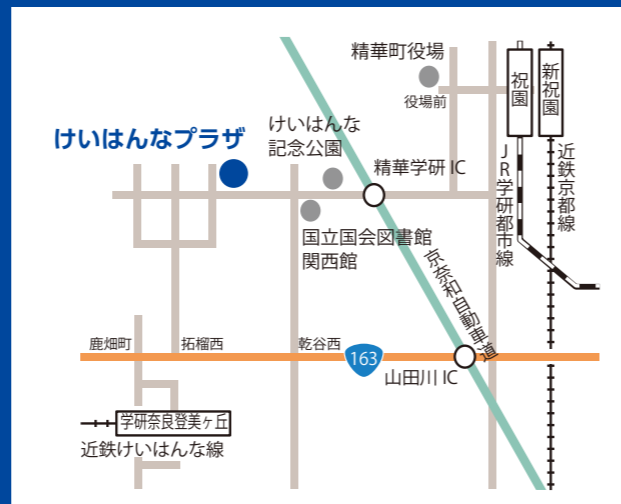 精華町役場
役場前
祝園
新祝園
けいはんな
記念公園
けいはんなプラザ
精華学研 IC
JR学研都市線
近鉄京都線
国立国会図書館
関西館
京奈和自動車道
鹿畑町
拓榴西
乾谷西
163
山田川 IC
学研奈良登美ヶ丘
近鉄けいはんな線